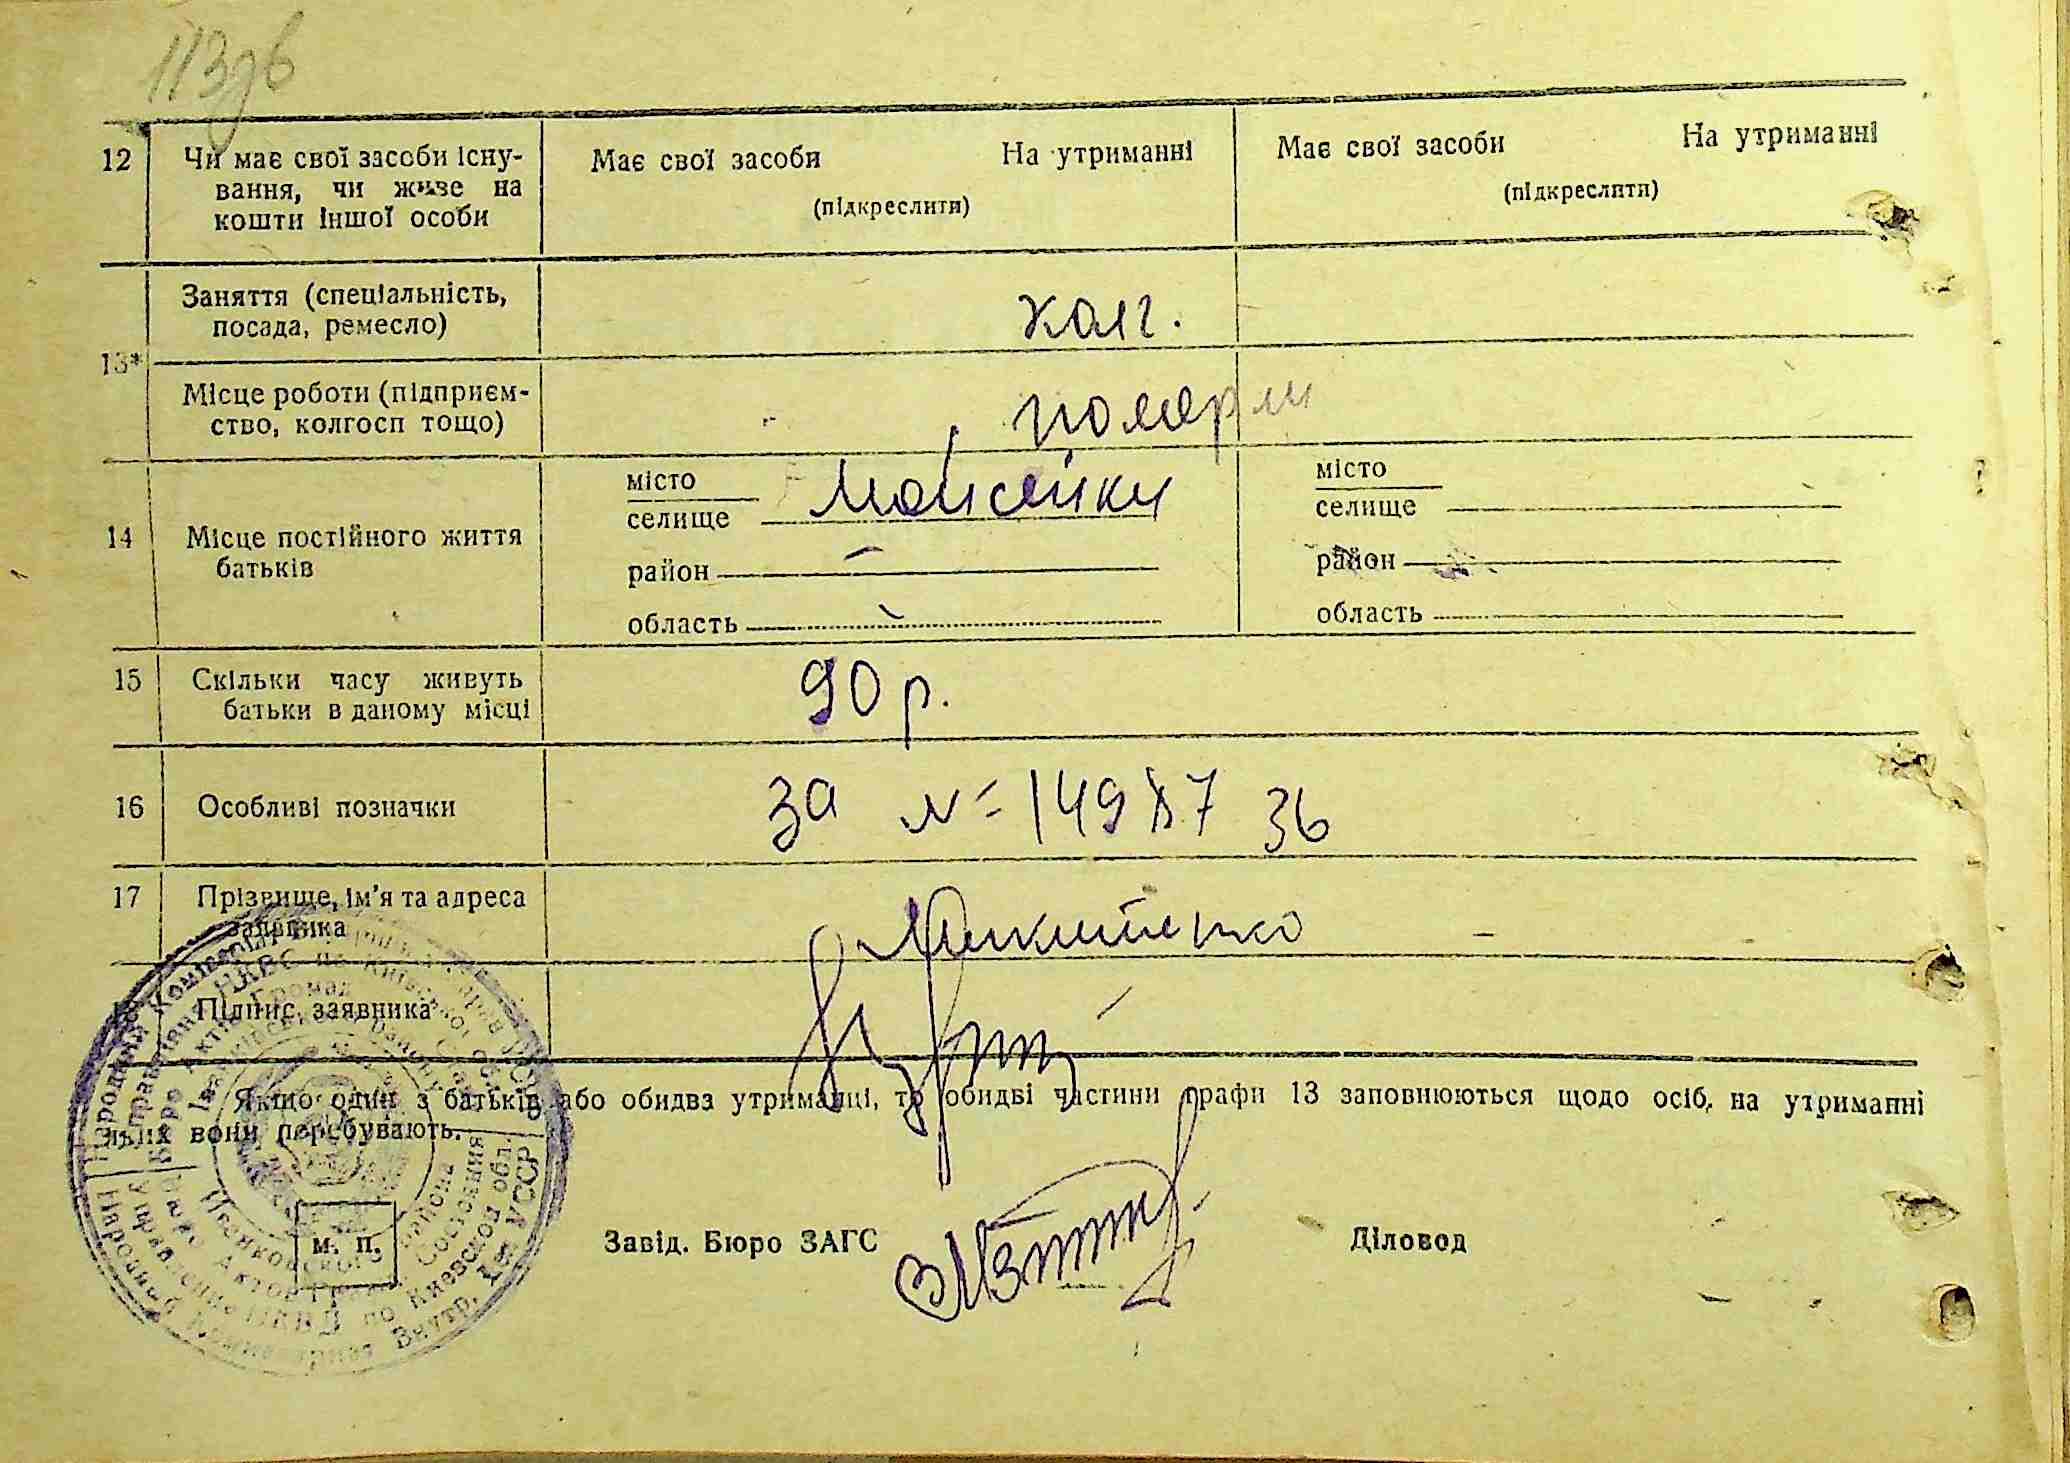 113зв
12 Чи має свої засоби існу-
вання, чи живе на
кошти іншої особи
Має свої засоби На утриманні
(підкреслити)
Має свої засоби На утриманні
(підкреслити)
13*
Заняття (спеціальність,
посада, ремесло)
колг.
Місце роботи (підприєм-
ство, колгосп тощо)
померли
14 Місце постійного життя
батьків
місто
селище Мойсейки
район —
область
місто
селище
район
область
15 Скільки часу живуть
батьки в даному місці
90 р.
16 Особливі позначки
за № 36
17 Прізвище, ім'я та адреса
заявника
Микитенко —
18 Підпис заявника
Якщо один з батьків або обидва утриманці, то обидві частини графи 13 заповнюються щодо осіб, на утриманні
яких вони перебувають.
м. п.
Завід. Бюро ЗАГС
Діловод